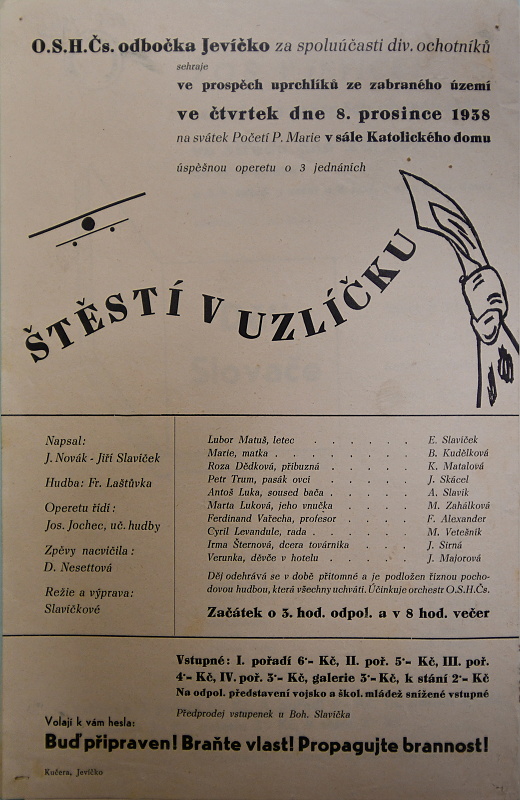 O.S.H.Čs. odbočka Jevíčko za spoluúčasti div. ochotníků
sehraje
ve prospěch uprchlíků ze zabraného území
ve čtvrtek dne 8. prosince 1938
na svátek Početí P. Marie v sále Katolického domu
úspěšnou operetu o 3 jednáních
ŠTĚSTÍ V UZLÍČKU
Napsal:
J. Novák - Jiří Slavíček
Hudba: Fr. Laštůvka
Operetu řídí:
Jos. Jochec, uč. hudby
Zpěvy nacvičila:
D. Nesettová
Režie a výprava:
Slavíčkové
Lubor Matuš, letec . . . . . . E. Slavíček
Marie, matka . . . . . . . B. Kudělková
Roza Dědková, příbuzná . . . . . K. Matalová
Petr Trum, pasák ovcí . . . . . J. Skácel
Antoš Luka, soused bača . . . . . A. Slavík
Marta Luková, jeho vnučka . . . . M. Zahálková
Ferdinand Vařecha, profesor . . . . F. Alexander
Cyril Levandule, rada . . . . . M. Vetešník
Irma Šternová, dcera továrníka . . . J. Sirná
Verunka, děvče v hotelu . . . . J. Majorová
Děj odehrává se v době přítomné a je podložen říznou pocho-
dovou hudbou, která všechny uchvátí. Účinkuje orchestr O.S.H.Čs.
Začátek o 3. hod. odpol. a v 8 hod. večer
Vstupné: I. pořadí 6·- Kč, II. poř. 5·- Kč, III. poř.
4·- Kč, IV. poř. 3·- Kč, galerie 3·- Kč, k stání 2·- Kč
Na odpol. představení vojsko a škol. mládež snížené vstupné
Předprodej vstupenek u Boh. Slavíčka
Volají k vám hesla:
Buď připraven! Braňte vlast! Propagujte brannost!
Kučera, Jevíčko